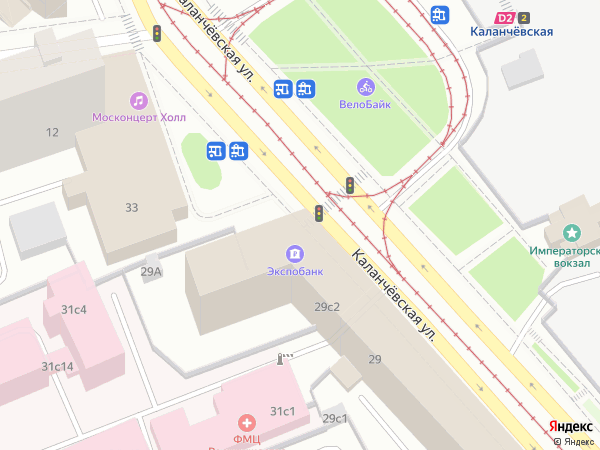 Каланчёвская ул.
D2 2
Каланчёвская
ВелоБайк
Москонцерт Холл
12
33
Экспобанк
29А
Каланчёвская ул.
29с2
31с4
31с14
29
31с1
29с1
ФМЦ
Императорск
вокзал
Яндекс
© Яндекс